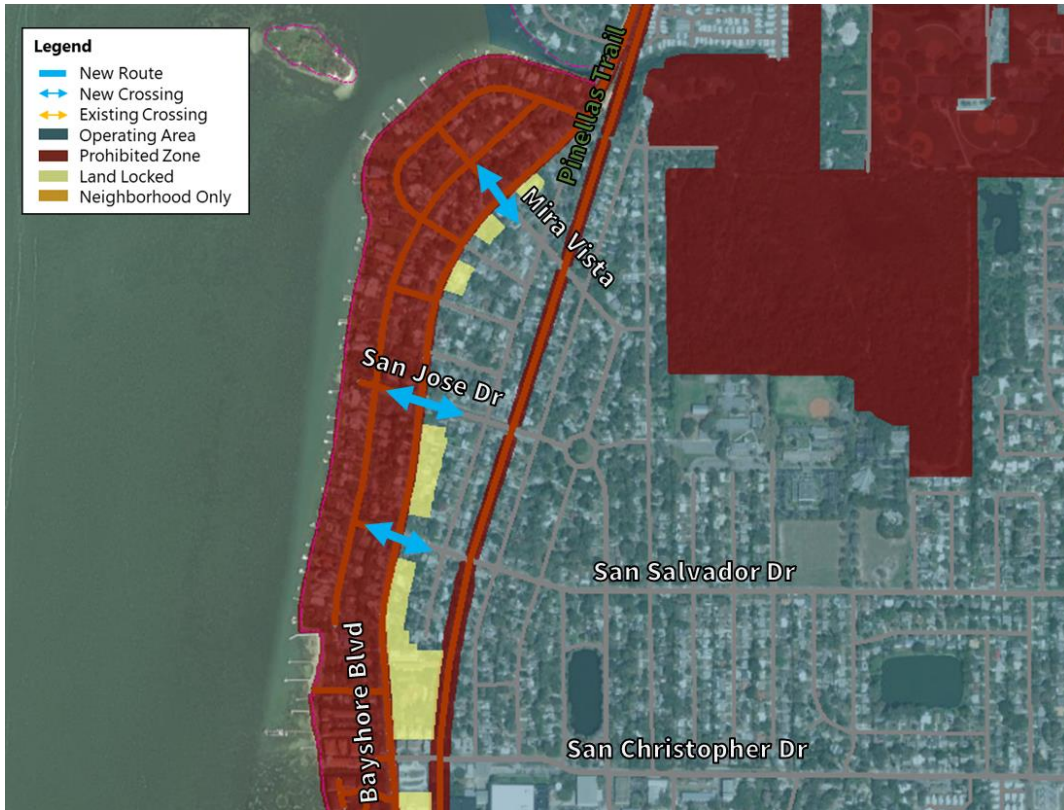 Legend
New Route
New Crossing
Existing Crossing
Operating Area
Prohibited Zone
Land Locked
Neighborhood Only
Pinellas Trail
Mira Vista
San Jose Dr
San Salvador Dr
Bayshore Blvd
San Christopher Dr